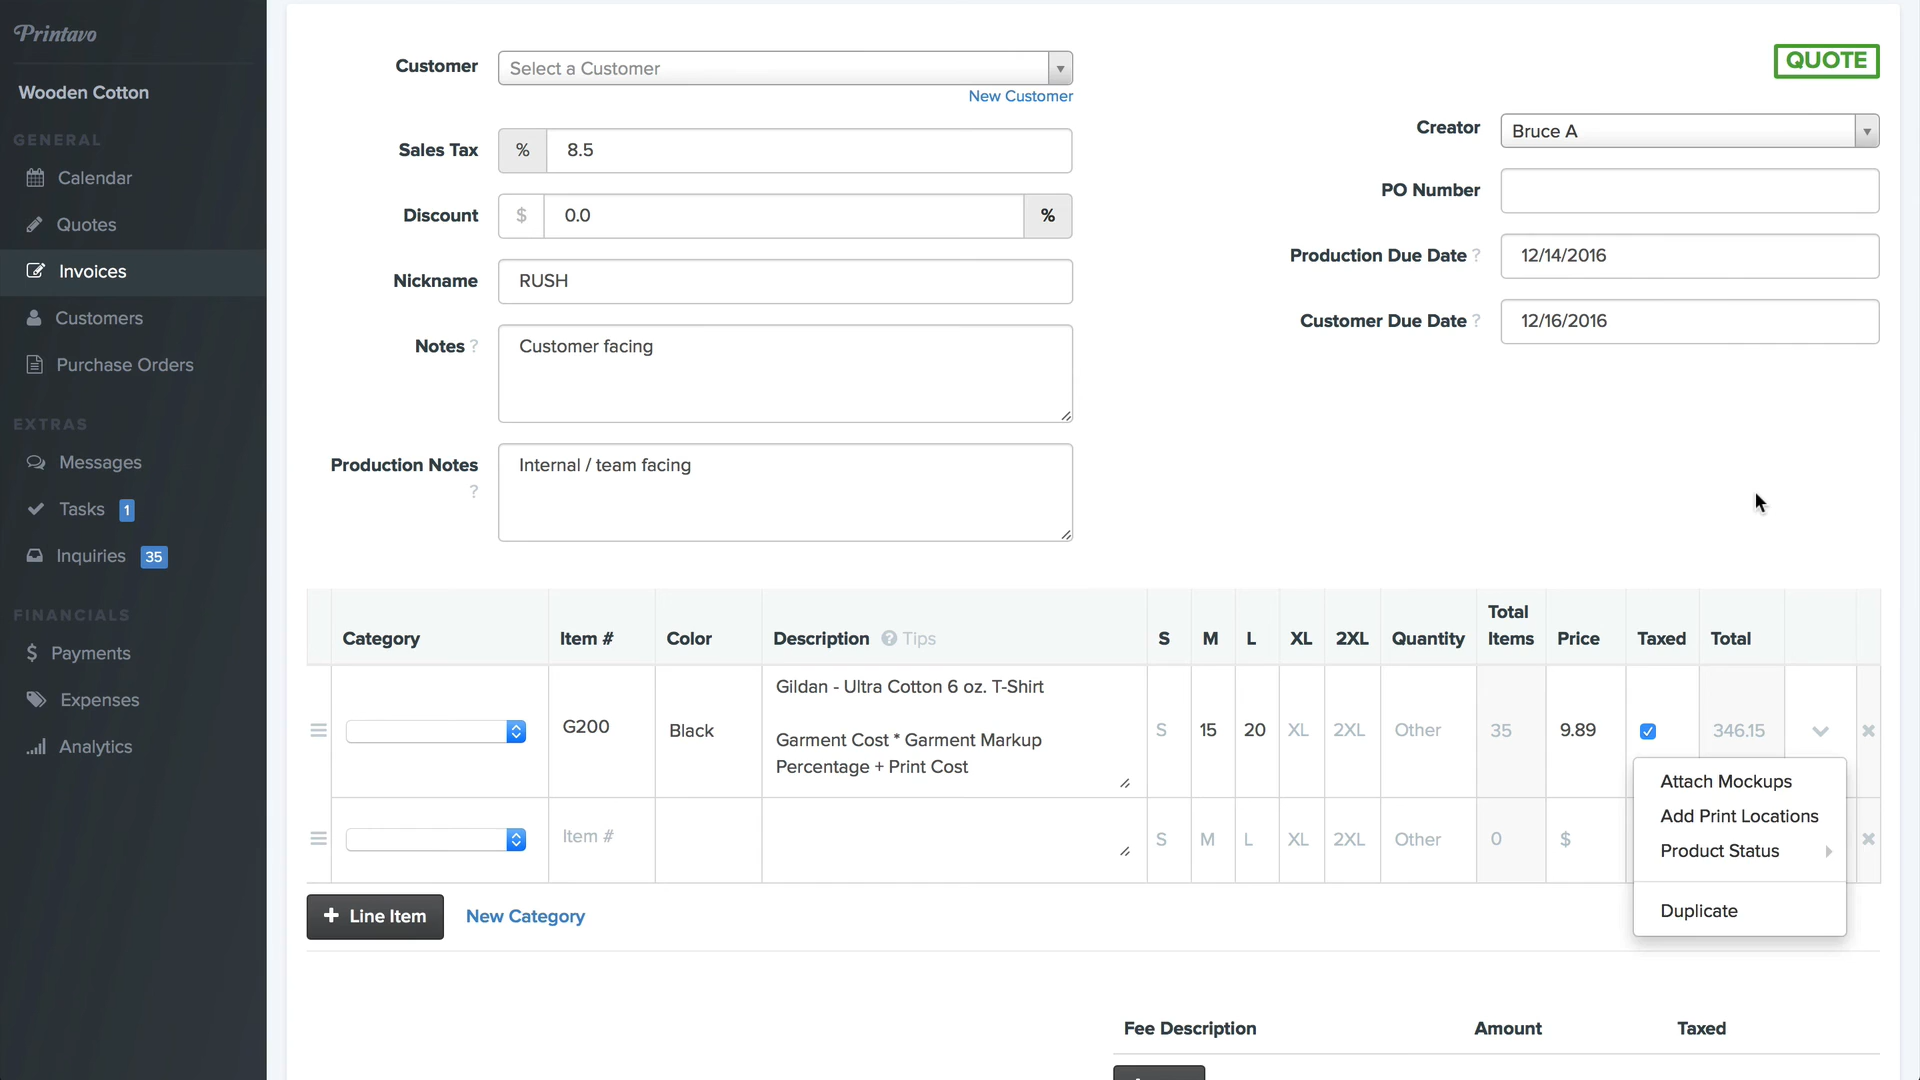 Printavo
Wooden Cotton
GENERAL
Calendar
Quotes
Invoices
Customers
Purchase Orders
EXTRAS
Messages
Tasks 1
Inquiries 35
FINANCIALS
$ Payments
Expenses
Analytics
Customer Select a Customer
New Customer
Sales Tax % 8.5
Discount $ 0.0 %
Nickname RUSH
Notes ? Customer facing
Production Notes Internal / team facing
?
QUOTE
Creator Bruce A
PO Number
Production Due Date ? 12/14/2016
Customer Due Date ? 12/16/2016
Category Item # Color Description ? Tips S M L XL 2XL Quantity Total Items Price Taxed Total
G200 Black Gildan - Ultra Cotton 6 oz. T-Shirt
Garment Cost * Garment Markup
Percentage + Print Cost
S 15 20 XL 2XL Other 35 9.89 346.15
Item # S M L XL 2XL Other 0 $
Attach Mockups
Add Print Locations
Product Status
Duplicate
+ Line Item New Category
Fee Description Amount Taxed